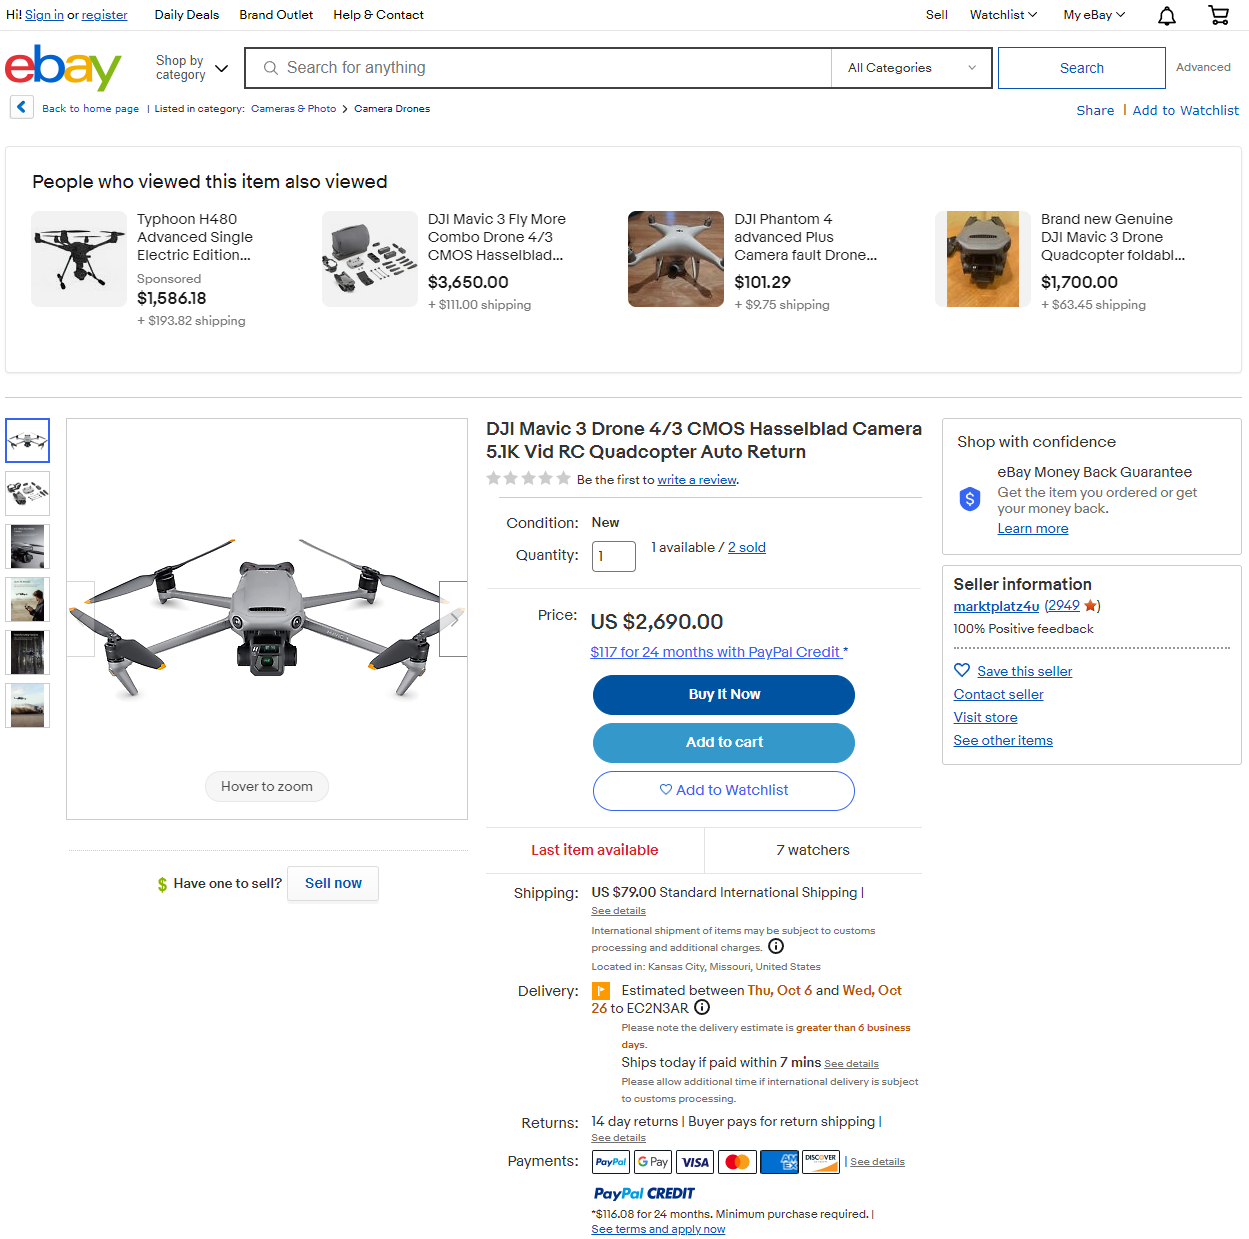 Hi! Sign in or register
Daily Deals
Brand Outlet
Help & Contact
Sell
Watchlist
My eBay
ebay
Shop by
category
Search for anything
All Categories
Search
Advanced
Back to home page | Listed in category: Cameras & Photo > Camera Drones
Share | Add to Watchlist
People who viewed this item also viewed
Typhoon H480
Advanced Single
Electric Edition...
Sponsored
$1,586.18
+ $193.82 shipping
DJI Mavic 3 Fly More
Combo Drone 4/3
CMOS Hasselblad...
$3,650.00
+ $111.00 shipping
DJI Phantom 4
advanced Plus
Camera fault Drone...
$101.29
+ $9.75 shipping
Brand new Genuine
DJI Mavic 3 Drone
Quadcopter foldabl...
$1,700.00
+ $63.45 shipping
MAVIC 3
Hover to zoom
$ Have one to sell?
Sell now
DJI Mavic 3 Drone 4/3 CMOS Hasselblad Camera
5.1K Vid RC Quadcopter Auto Return
Be the first to write a review.
Condition: New
Quantity: 1
1 available / 2 sold
Price: US $2,690.00
$117 for 24 months with PayPal Credit *
Buy It Now
Add to cart
Add to Watchlist
Last item available
7 watchers
Shipping: US $79.00 Standard International Shipping |
See details
International shipment of items may be subject to customs
processing and additional charges.
Located in: Kansas City, Missouri, United States
Delivery: Estimated between Thu, Oct 6 and Wed, Oct
26 to EC2N3AR
Please note the delivery estimate is greater than 6 business
days.
Ships today if paid within 7 mins See details
Please allow additional time if international delivery is subject
to customs processing.
Returns: 14 day returns | Buyer pays for return shipping |
See details
Payments: PayPal G Pay VISA AMEX DISCOVER | See details
PayPal CREDIT
*$116.08 for 24 months. Minimum purchase required. |
See terms and apply now
Shop with confidence
eBay Money Back Guarantee
Get the item you ordered or get
your money back.
Learn more
Seller information
marktplatz4u (2949)
100% Positive feedback
Save this seller
Contact seller
Visit store
See other items